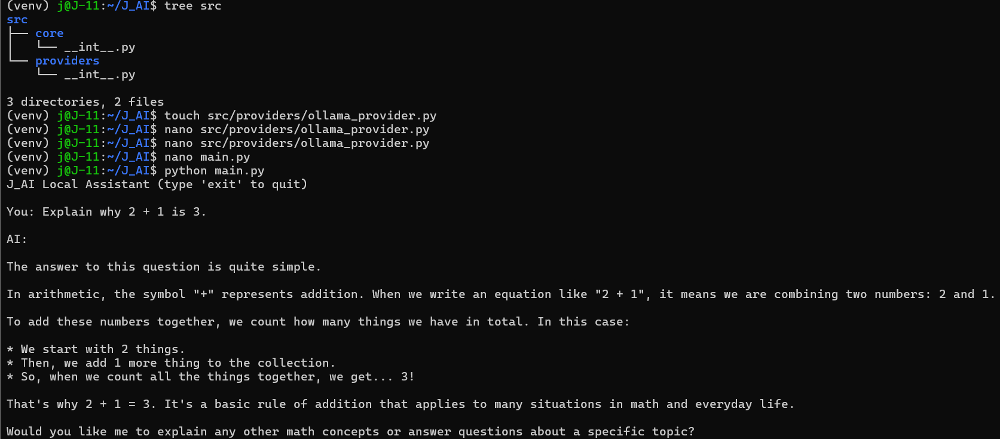 (venv) j@J-11:~/J_AI$ tree src
src
├── core
│   └── __int__.py
└── providers
    └── __int__.py
3 directories, 2 files
(venv) j@J-11:~/J_AI$ touch src/providers/ollama_provider.py
(venv) j@J-11:~/J_AI$ nano src/providers/ollama_provider.py
(venv) j@J-11:~/J_AI$ nano src/providers/ollama_provider.py
(venv) j@J-11:~/J_AI$ nano main.py
(venv) j@J-11:~/J_AI$ python main.py
J_AI Local Assistant (type 'exit' to quit)
You: Explain why 2 + 1 is 3.
AI:
The answer to this question is quite simple.
In arithmetic, the symbol "+" represents addition. When we write an equation like "2 + 1", it means we are combining two numbers: 2 and 1.
To add these numbers together, we count how many things we have in total. In this case:
* We start with 2 things.
* Then, we add 1 more thing to the collection.
* So, when we count all the things together, we get... 3!
That's why 2 + 1 = 3. It's a basic rule of addition that applies to many situations in math and everyday life.
Would you like me to explain any other math concepts or answer questions about a specific topic?